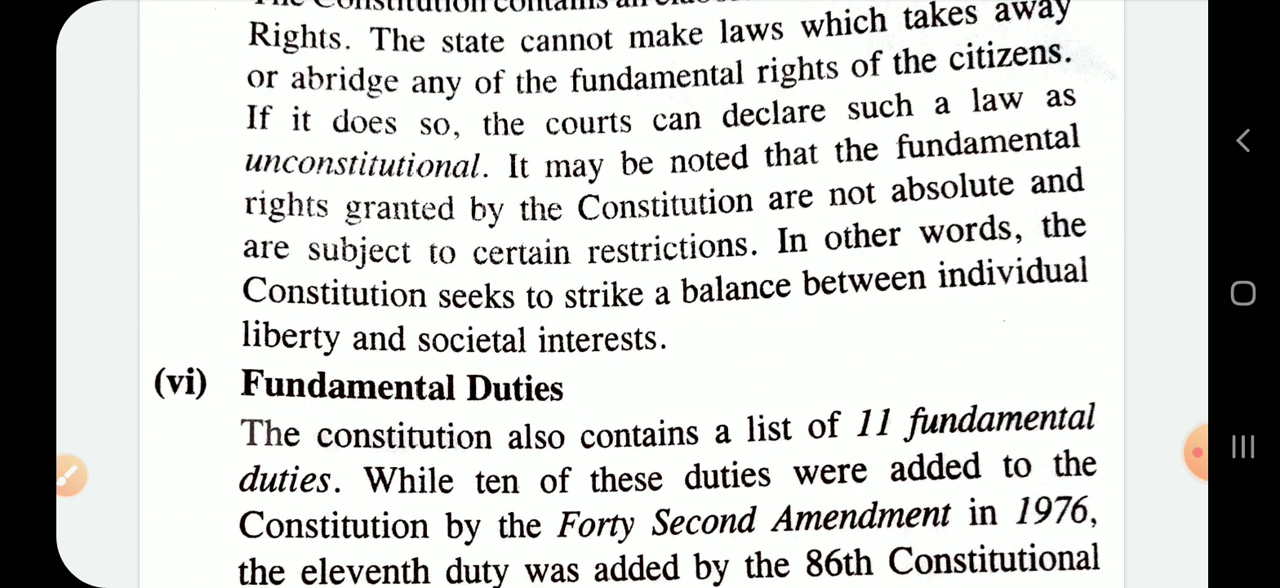 The Constitution contains an
Rights. The state cannot make laws which takes away
or abridge any of the fundamental rights of the citizens.
If it does so, the courts can declare such a law as
unconstitutional. It may be noted that the fundamental
rights granted by the Constitution are not absolute and
are subject to certain restrictions. In other words, the
Constitution seeks to strike a balance between individual
liberty and societal interests.
(vi) Fundamental Duties
The constitution also contains a list of 11 fundamental
duties. While ten of these duties were added to the
Constitution by the Forty Second Amendment in 1976,
the eleventh duty was added by the 86th Constitutional